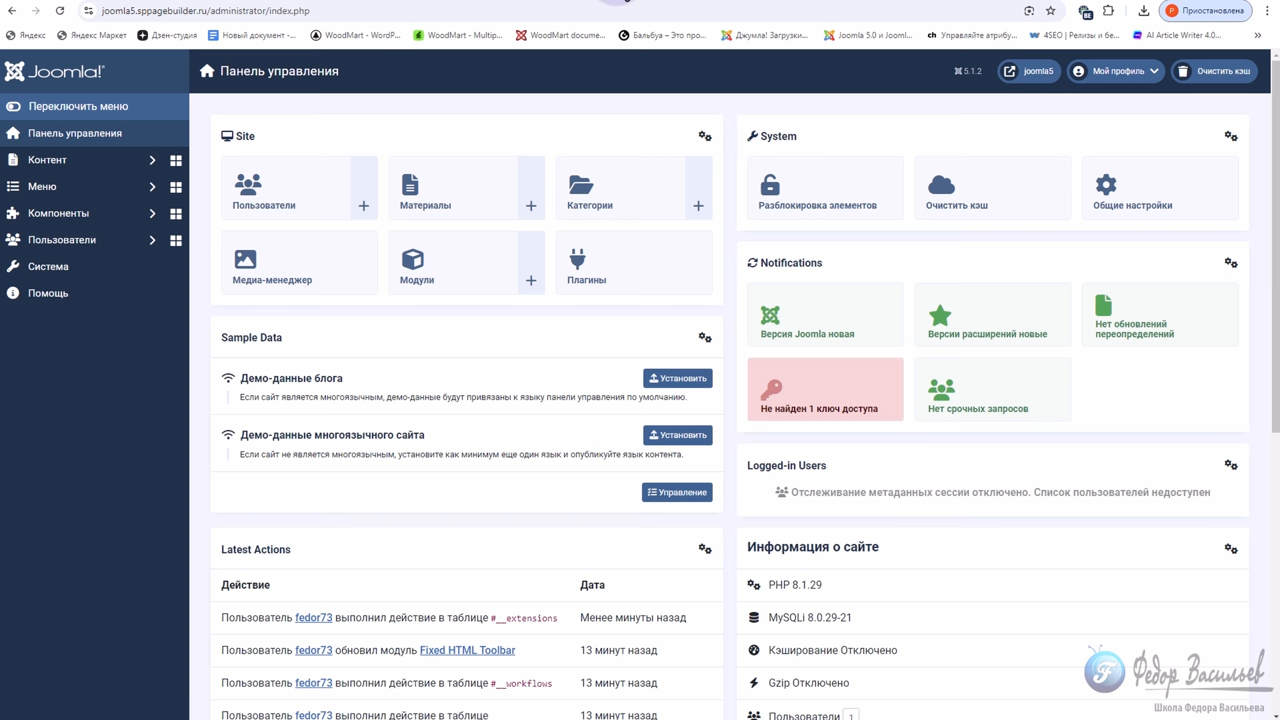 joomla5.sppagebuilder.ru/administrator/index.php
Приостановлена
Яндекс
Яндекс Маркет
Дзен-студия
Новый документ -...
WoodMart - WordP...
WoodMart - Multip...
WoodMart docume...
Бальбуа – Это про...
Джумла! Загрузки...
Joomla 5.0 и Jooml...
Управляйте атрибу...
4SEO | Релизы и бе...
AI Article Writer 4.0...
Joomla!
Панель управления
5.1.2
joomla5
Мой профиль
Очистить кэш
Переключить меню
Панель управления
Контент
Меню
Компоненты
Пользователи
Система
Помощь
Site
Пользователи
Материалы
Категории
Медиа-менеджер
Модули
Плагины
Sample Data
Демо-данные блога
Установить
Если сайт является многоязычным, демо-данные будут привязаны к языку панели управления по умолчанию.
Демо-данные многоязычного сайта
Установить
Если сайт не является многоязычным, установите как минимум еще один язык и опубликуйте язык контента.
Управление
Latest Actions
Действие Дата
Пользователь fedor73 выполнил действие в таблице #__extensions Менее минуты назад
Пользователь fedor73 обновил модуль Fixed HTML Toolbar 13 минут назад
Пользователь fedor73 выполнил действие в таблице #__workflows 13 минут назад
Пользователь fedor73 выполнил действие в таблице 13 минут назад
System
Разблокировка элементов
Очистить кэш
Общие настройки
Notifications
Версия Joomla новая
Версии расширений новые
Нет обновлений
переопределений
Не найден 1 ключ доступа
Нет срочных запросов
Logged-in Users
Отслеживание метаданных сессии отключено. Список пользователей недоступен
Информация о сайте
PHP 8.1.29
MySQLi 8.0.29-21
Кэширование Отключено
Gzip Отключено
Пользователи 1
Федор Васильев
Школа Федора Васильева